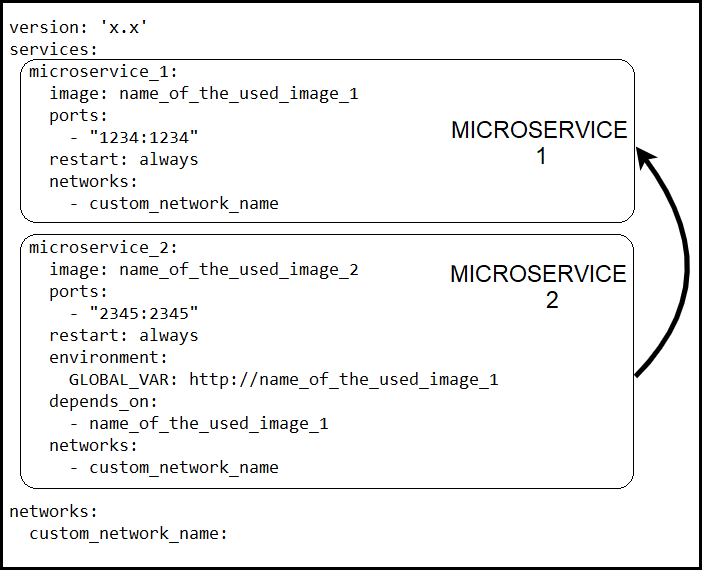 version: 'x.x'
services:
  microservice_1:
    image: name_of_the_used_image_1
    ports:
      - "1234:1234"
    restart: always
    networks:
      - custom_network_name
MICROSERVICE
1
  microservice_2:
    image: name_of_the_used_image_2
    ports:
      - "2345:2345"
    restart: always
    environment:
      GLOBAL_VAR: http://name_of_the_used_image_1
    depends_on:
      - name_of_the_used_image_1
    networks:
      - custom_network_name
MICROSERVICE
2
networks:
  custom_network_name: